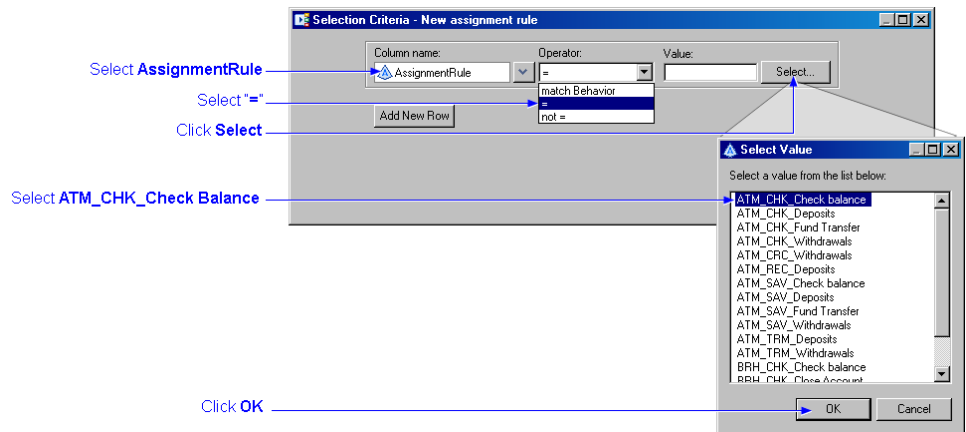 Selection Criteria - New assignment rule
Column name:
Operator:
Value:
Select AssignmentRule
AssignmentRule
=
Select...
Select "="
match Behavior
=
not =
Click Select
Add New Row
Select Value
Select a value from the list below:
Select ATM_CHK_Check Balance
ATM_CHK_Check balance
ATM_CHK_Deposits
ATM_CHK_Fund Transfer
ATM_CHK_Withdrawals
ATM_CRC_Withdrawals
ATM_REC_Deposits
ATM_SAV_Check balance
ATM_SAV_Deposits
ATM_SAV_Fund Transfer
ATM_SAV_Withdrawals
ATM_TRM_Deposits
ATM_TRM_Withdrawals
BRH_CHK_Check balance
BRH_CHK_Close Account
Click OK
OK
Cancel